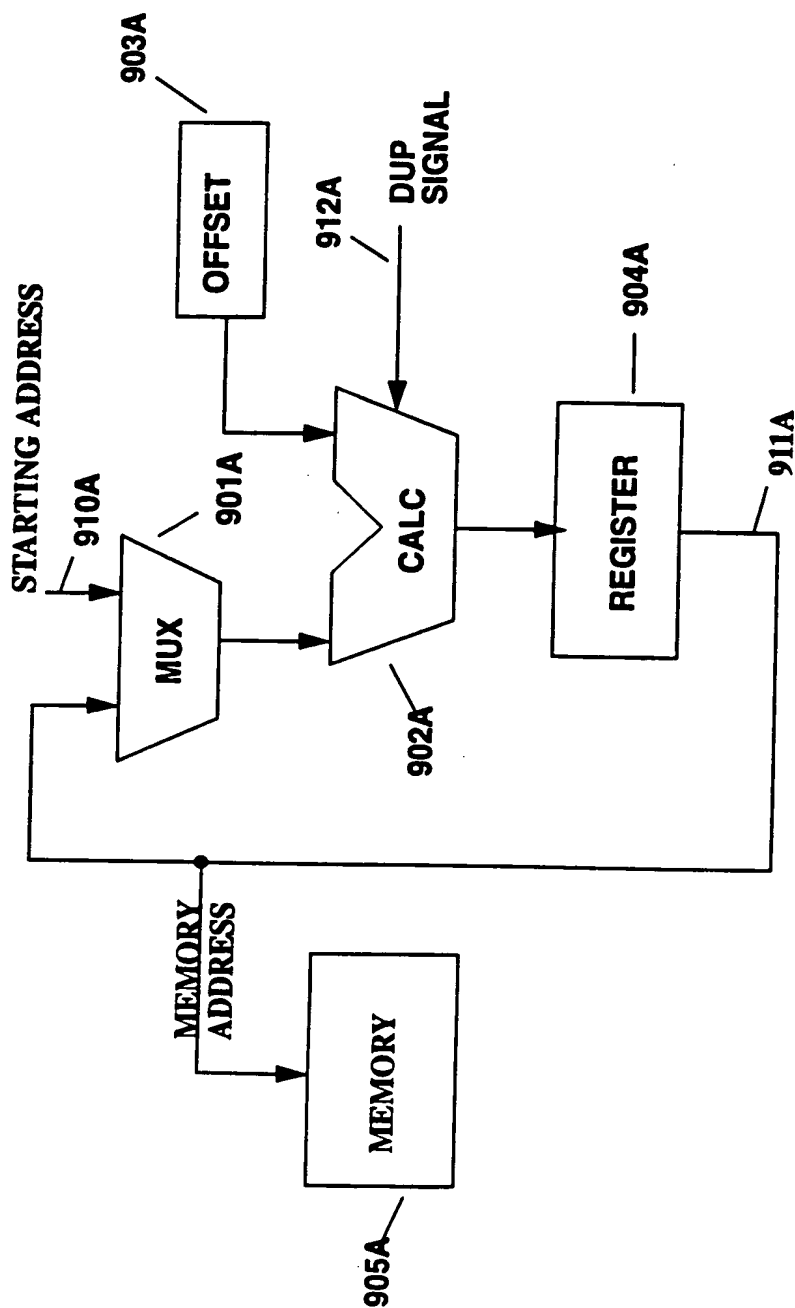 STARTING ADDRESS
910A
MUX
901A
OFFSET
903A
912A
DUP
SIGNAL
CALC
902A
REGISTER
904A
911A
MEMORY
ADDRESS
MEMORY
905A